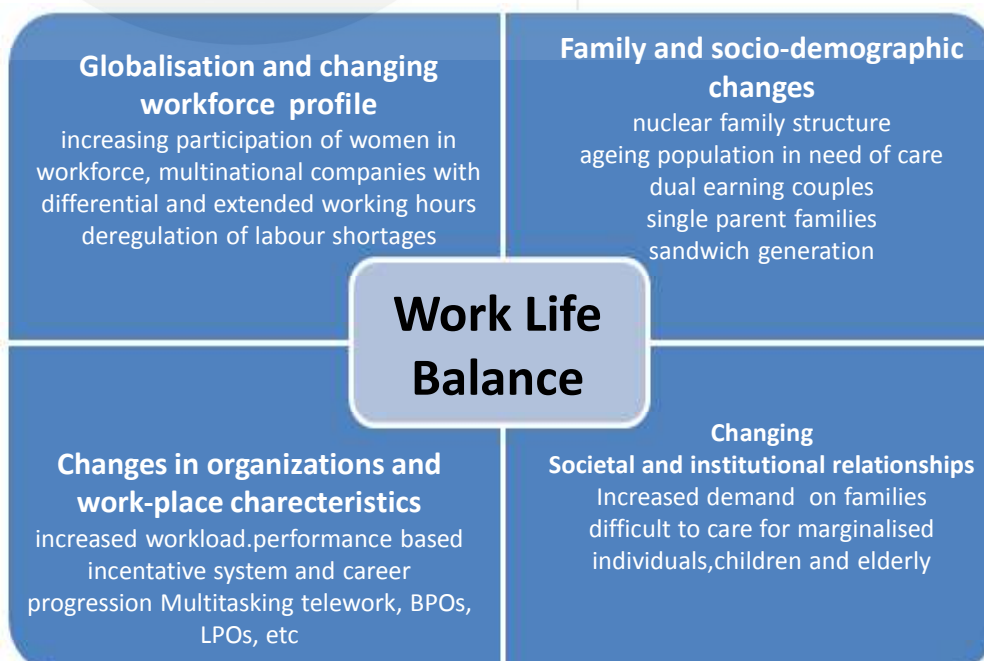 Globalisation and changing
workforce profile
increasing participation of women in
workforce, multinational companies with
differential and extended working hours
deregulation of labour shortages
Family and socio-demographic
changes
nuclear family structure
ageing population in need of care
dual earning couples
single parent families
sandwich generation
Work Life
Balance
Changes in organizations and
work-place charecteristics
increased workload.performance based
incentative system and career
progression Multitasking telework, BPOs,
LPOs, etc
Changing
Societal and institutional relationships
Increased demand on families
difficult to care for marginalised
individuals,children and elderly